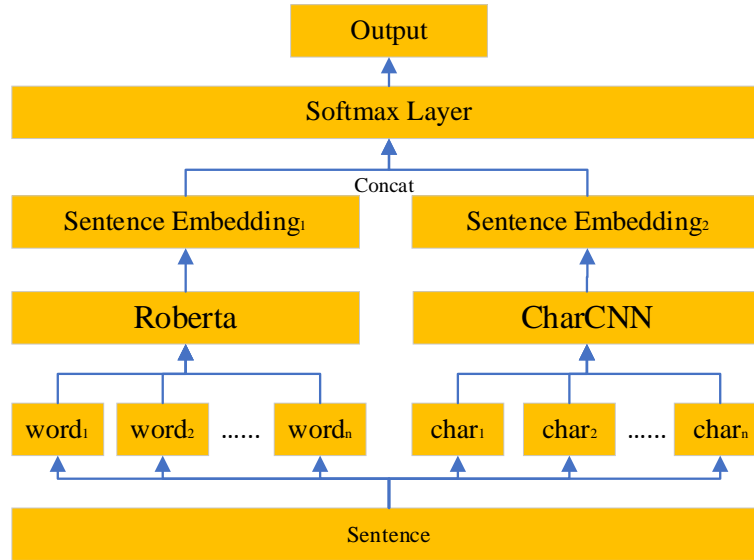 Output
Softmax Layer
Concat
Sentence Embedding₁ Sentence Embedding₂
Roberta CharCNN
word₁ word₂ ...... wordₙ char₁ char₂ ...... charₙ
Sentence